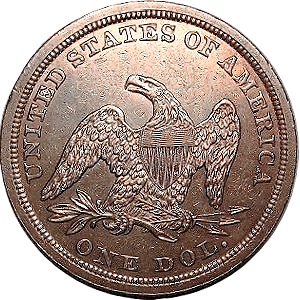 UNITED STATES OF AMERICA
ONE DOL.